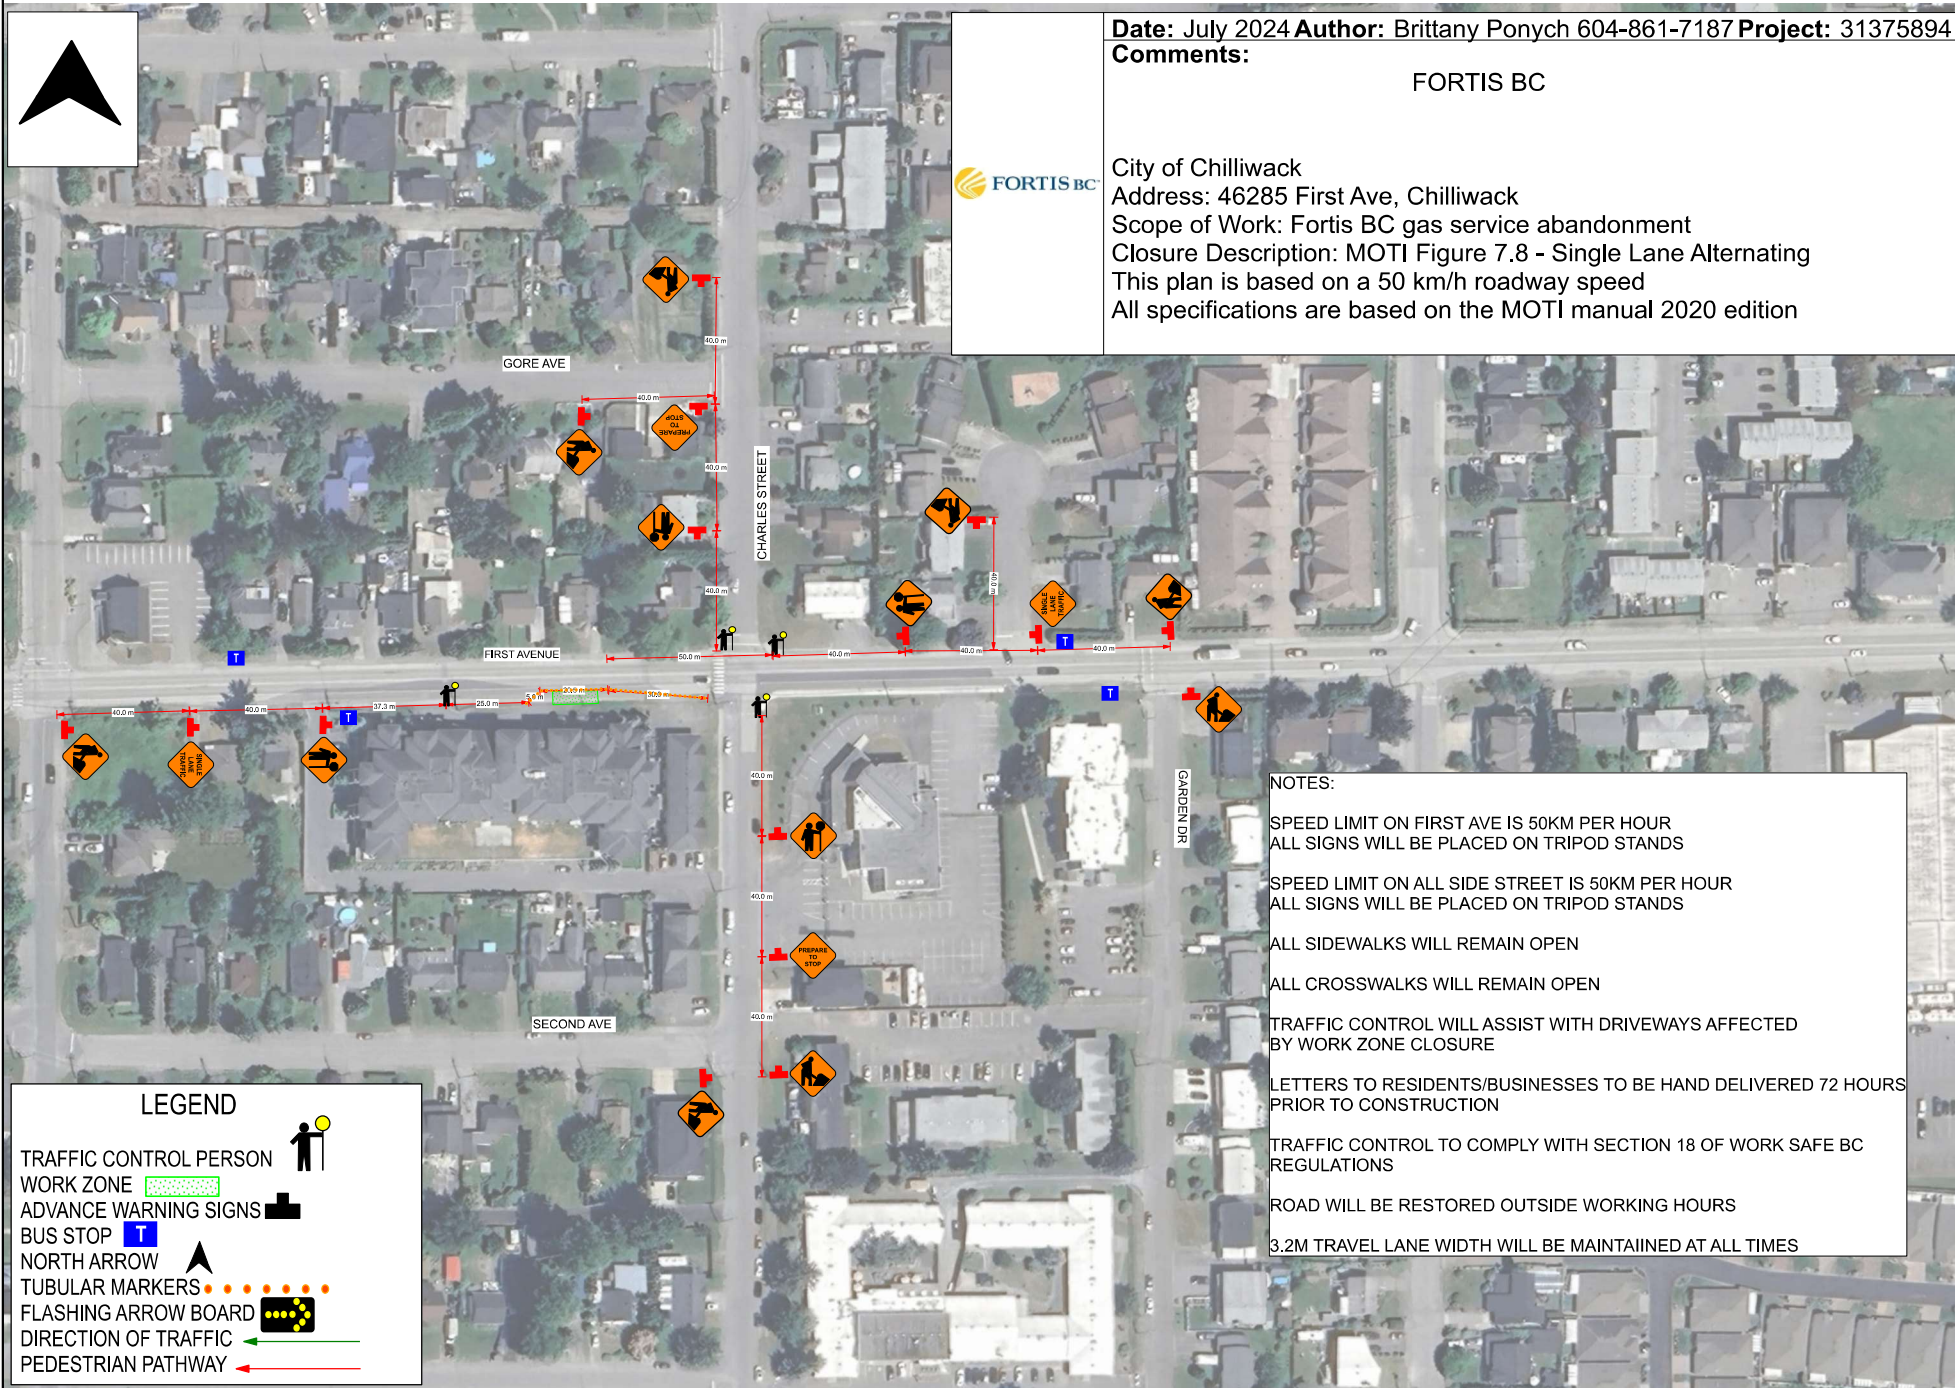 Date: July 2024 Author: Brittany Ponych 604-861-7187 Project: 31375894
Comments:
FORTIS BC
FORTIS BC
City of Chilliwack
Address: 46285 First Ave, Chilliwack
Scope of Work: Fortis BC gas service abandonment
Closure Description: MOTI Figure 7.8 - Single Lane Alternating
This plan is based on a 50 km/h roadway speed
All specifications are based on the MOTI manual 2020 edition
40.0 m
GORE AVE
40.0 m
PREPARE
TO
STOP
40.0 m
CHARLES STREET
40.0 m
40.0 m
SINGLE
LANE
TRAFFIC
T
T
FIRST AVENUE
50.0 m
40.0 m
40.0 m
40.0 m
5.0 m
20.0 m
30.0 m
T
40.0 m
40.0 m
T
37.3 m
25.0 m
SINGLE
LANE
TRAFFIC
40.0 m
GARDEN DR
40.0 m
PREPARE
TO
STOP
40.0 m
SECOND AVE
NOTES:
SPEED LIMIT ON FIRST AVE IS 50KM PER HOUR
ALL SIGNS WILL BE PLACED ON TRIPOD STANDS
SPEED LIMIT ON ALL SIDE STREET IS 50KM PER HOUR
ALL SIGNS WILL BE PLACED ON TRIPOD STANDS
ALL SIDEWALKS WILL REMAIN OPEN
ALL CROSSWALKS WILL REMAIN OPEN
TRAFFIC CONTROL WILL ASSIST WITH DRIVEWAYS AFFECTED
BY WORK ZONE CLOSURE
LETTERS TO RESIDENTS/BUSINESSES TO BE HAND DELIVERED 72 HOURS
PRIOR TO CONSTRUCTION
TRAFFIC CONTROL TO COMPLY WITH SECTION 18 OF WORK SAFE BC
REGULATIONS
ROAD WILL BE RESTORED OUTSIDE WORKING HOURS
3.2M TRAVEL LANE WIDTH WILL BE MAINTAIINED AT ALL TIMES
LEGEND
TRAFFIC CONTROL PERSON
WORK ZONE
ADVANCE WARNING SIGNS
BUS STOP T
NORTH ARROW
TUBULAR MARKERS
FLASHING ARROW BOARD
DIRECTION OF TRAFFIC
PEDESTRIAN PATHWAY